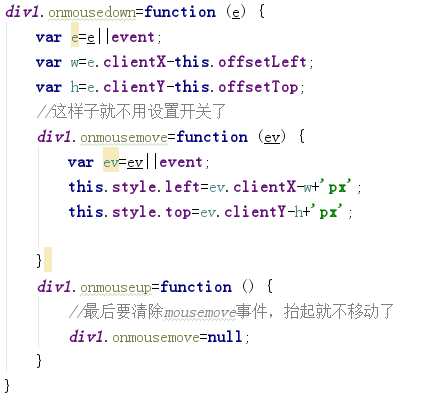 div1.onmousedown=function (e) {
    var e=e||event;
    var w=e.clientX-this.offsetLeft;
    var h=e.clientY-this.offsetTop;
    //这样子就不用设置开关了
    div1.onmousemove=function (ev) {
        var ev=ev||event;
        this.style.left=ev.clientX-w+'px';
        this.style.top=ev.clientY-h+'px';
    }
    div1.onmouseup=function () {
        //最后要清除mousemove事件，抬起就不移动了
        div1.onmousemove=null;
    }
}